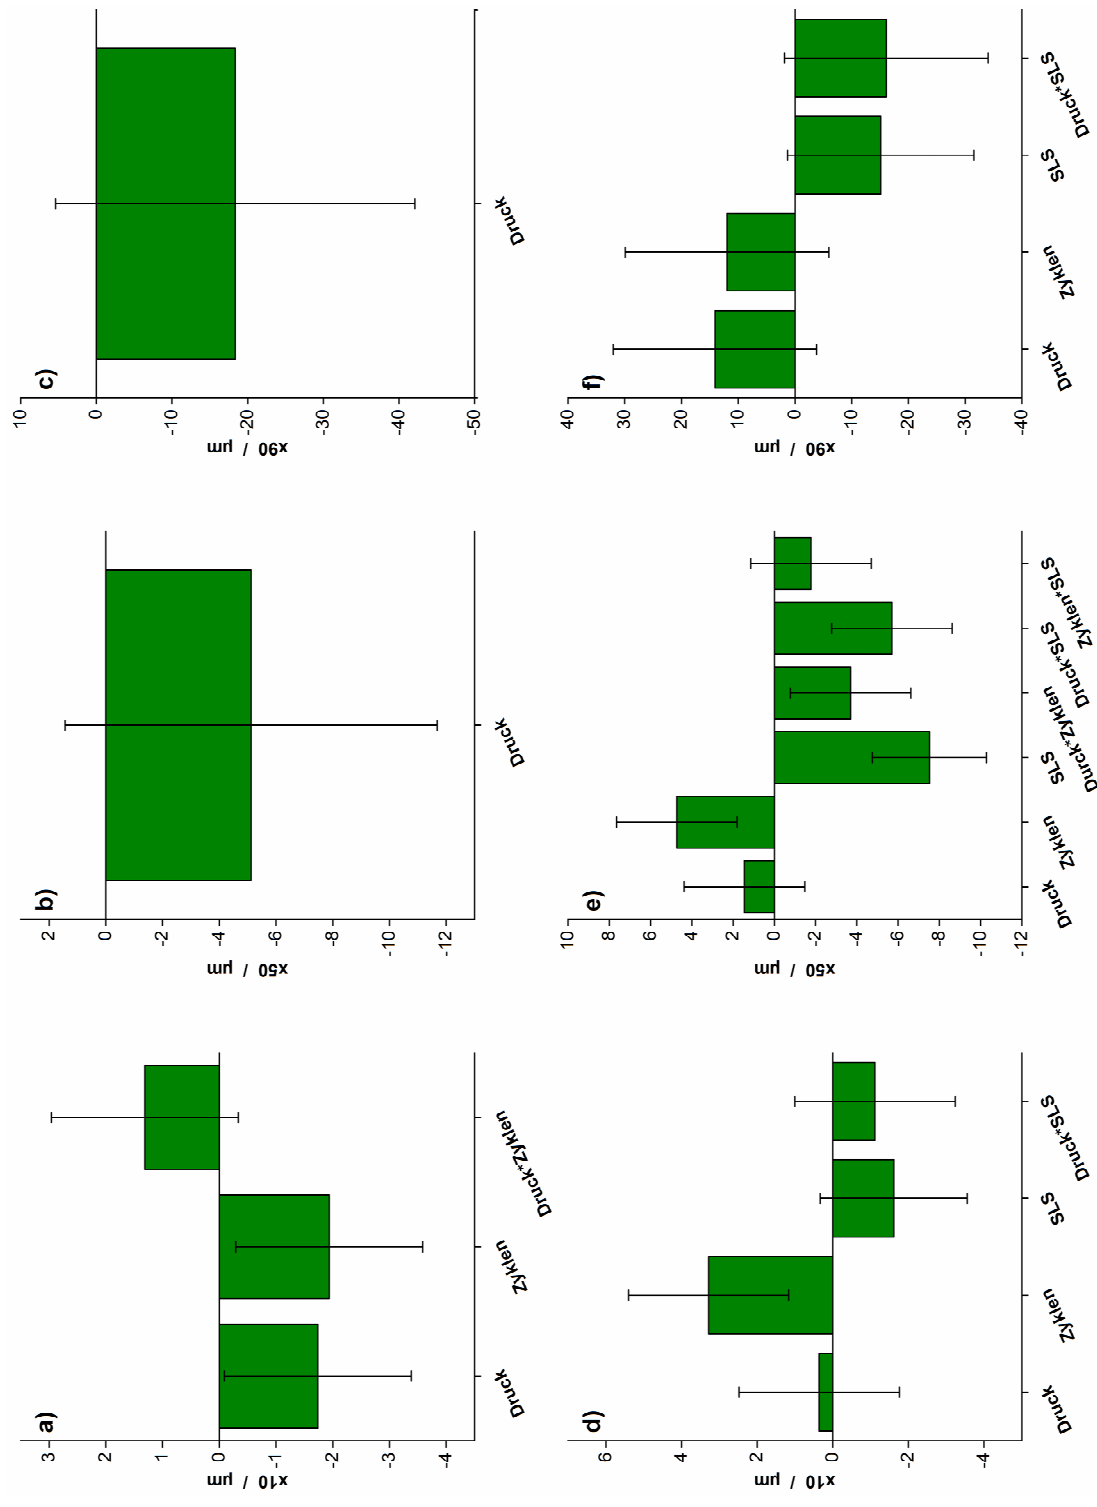 a)
3
2
1
0
-1
-2
-3
-4
x10 / µm
Druck
Zyklen
Druck*Zyklen
b)
2
0
-2
-4
-6
-8
-10
-12
x50 / µm
Druck
c)
10
0
-10
-20
-30
-40
-50
x90 / µm
Druck
d)
6
4
2
0
-2
-4
x10 / µm
Druck
Zyklen
SLS
Druck*SLS
e)
10
8
6
4
2
0
-2
-4
-6
-8
-10
-12
x50 / µm
Druck
Zyklen
SLS
Durck*Zyklen
Druck*SLS
Zyklen*SLS
f)
40
30
20
10
0
-10
-20
-30
-40
x90 / µm
Druck
Zyklen
SLS
Druck*SLS